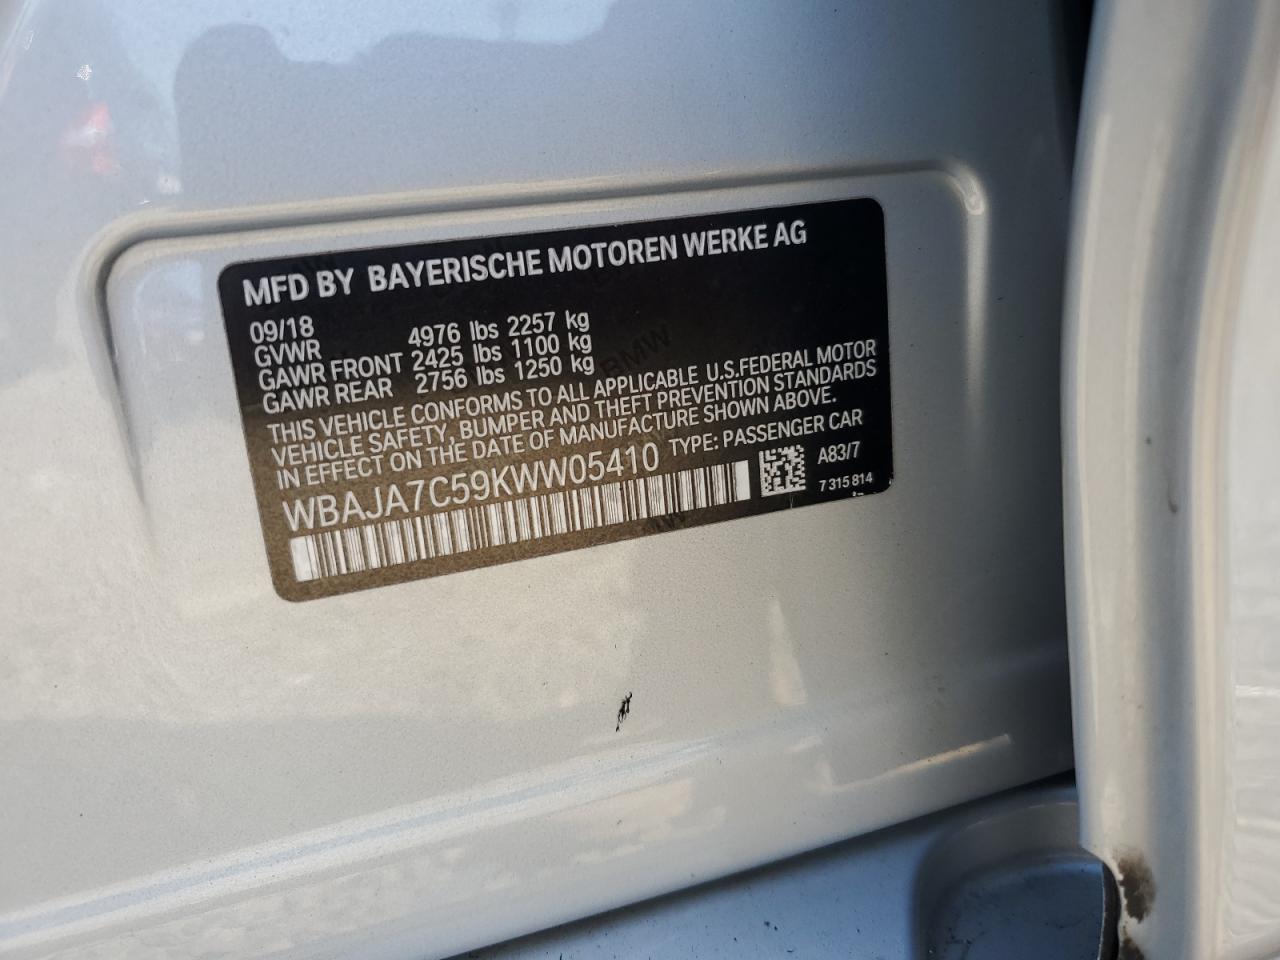 MFD BY BAYERISCHE MOTOREN WERKE AG
09/18
GVWR 4976 lbs 2257 kg
GAWR FRONT 2425 lbs 1100 kg
GAWR REAR 2756 lbs 1250 kg
THIS VEHICLE CONFORMS TO ALL APPLICABLE U.S.FEDERAL MOTOR
VEHICLE SAFETY, BUMPER AND THEFT PREVENTION STANDARDS
IN EFFECT ON THE DATE OF MANUFACTURE SHOWN ABOVE.
WBAJA7C59KWW05410 TYPE: PASSENGER CAR
A83/7
7 315 814
BMW